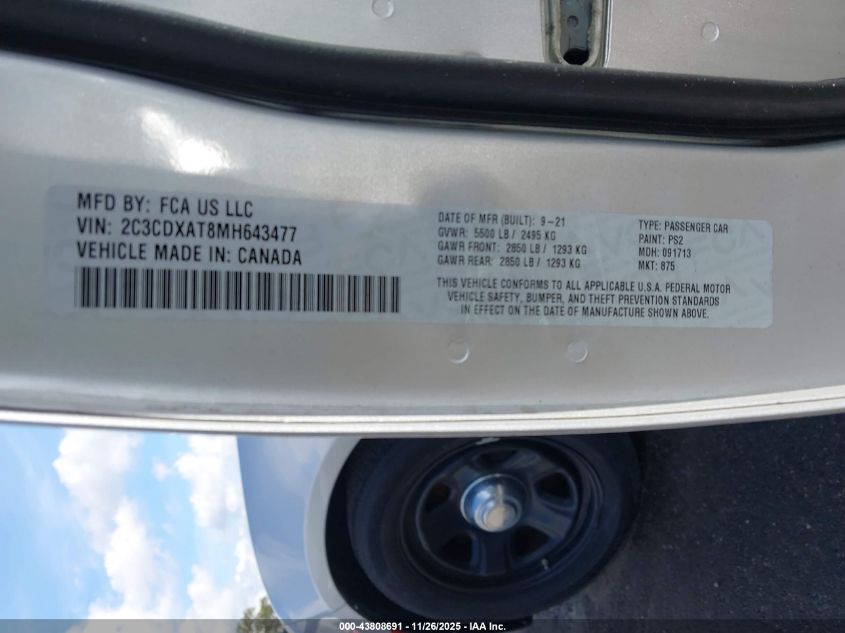 MFD BY: FCA US LLC
VIN: 2C3CDXAT8MH643477
VEHICLE MADE IN: CANADA
DATE OF MFR (BUILT): 9-21
GVWR: 5500 LB / 2495 KG
GAWR FRONT: 2850 LB / 1293 KG
GAWR REAR: 2850 LB / 1293 KG
TYPE: PASSENGER CAR
PAINT: PS2
MDH: 091713
MKT: 875
THIS VEHICLE CONFORMS TO ALL APPLICABLE U.S.A. FEDERAL MOTOR
VEHICLE SAFETY, BUMPER, AND THEFT PREVENTION STANDARDS
IN EFFECT ON THE DATE OF MANUFACTURE SHOWN ABOVE.
000-43808691 - 11/26/2025 - IAA Inc.